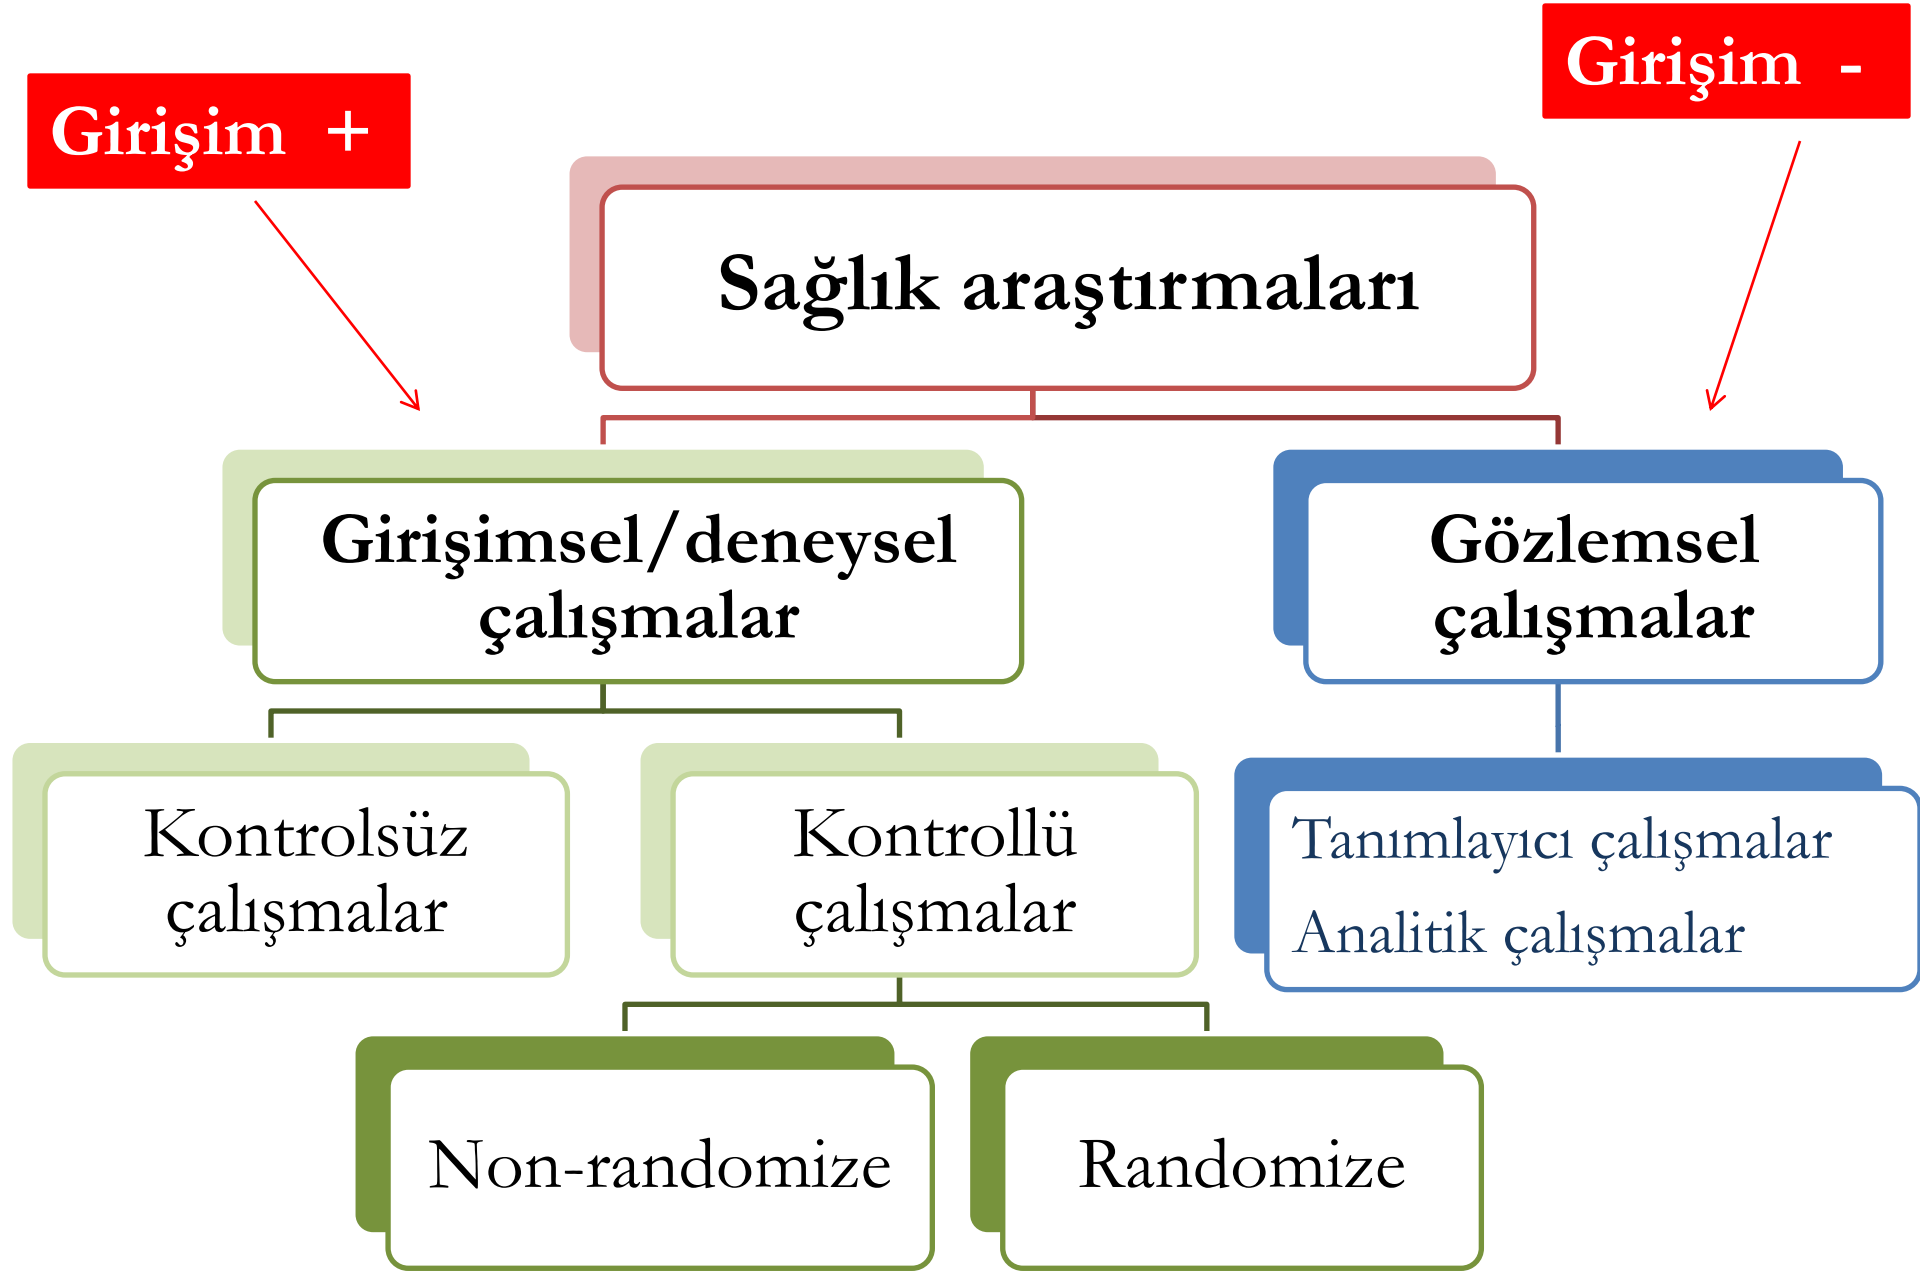 Girişim -
Girişim +
Sağlık araştırmaları
Girişimsel/deneysel
çalışmalar
Gözlemsel
çalışmalar
Kontrolsüz
çalışmalar
Kontrollü
çalışmalar
Tanımlayıcı çalışmalar
Analitik çalışmalar
Non-randomize
Randomize